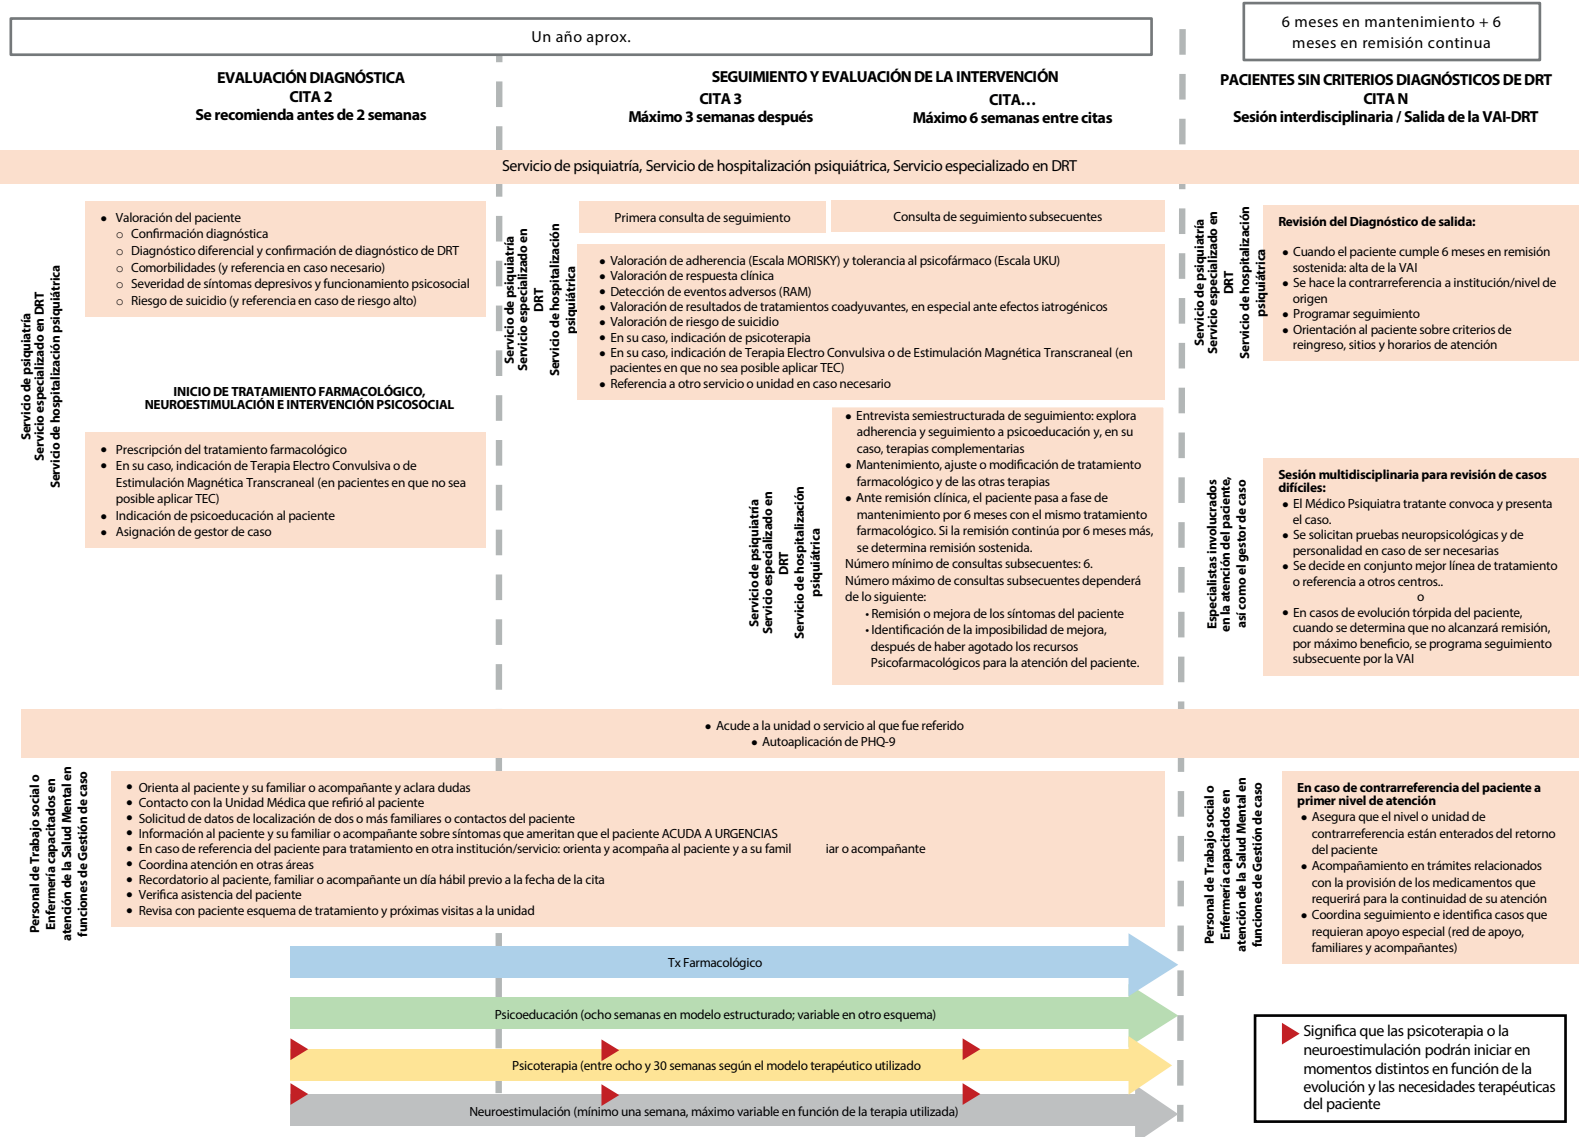 Un año aprox.
6 meses en mantenimiento + 6
meses en remisión continua
EVALUACIÓN DIAGNÓSTICA
CITA 2
Se recomienda antes de 2 semanas
SEGUIMIENTO Y EVALUACIÓN DE LA INTERVENCIÓN
CITA 3
Máximo 3 semanas después
CITA…
Máximo 6 semanas entre citas
PACIENTES SIN CRITERIOS DIAGNÓSTICOS DE DRT
CITA N
Sesión interdisciplinaria / Salida de la VAI-DRT
Servicio de psiquiatría, Servicio de hospitalización psiquiátrica, Servicio especializado en DRT
Servicio de psiquiatría
Servicio especializado en DRT
Servicio de hospitalización psiquiátrica
● Valoración del paciente
○ Confirmación diagnóstica
○ Diagnóstico diferencial y confirmación de diagnóstico de DRT
○ Comorbilidades (y referencia en caso necesario)
○ Severidad de síntomas depresivos y funcionamiento psicosocial
○ Riesgo de suicidio (y referencia en caso de riesgo alto)
INICIO DE TRATAMIENTO FARMACOLÓGICO,
NEUROESTIMULACIÓN E INTERVENCIÓN PSICOSOCIAL
● Prescripción del tratamiento farmacológico
● En su caso, indicación de Terapia Electro Convulsiva o de
Estimulación Magnética Transcraneal (en pacientes en que no sea
posible aplicar TEC)
● Indicación de psicoeducación al paciente
● Asignación de gestor de caso
Servicio de psiquiatría
Servicio especializado en
DRT
Servicio de hospitalización
psiquiátrica
Primera consulta de seguimiento
Consulta de seguimiento subsecuentes
● Valoración de adherencia (Escala MORISKY) y tolerancia al psicofármaco (Escala UKU)
● Valoración de respuesta clínica
● Detección de eventos adversos (RAM)
● Valoración de resultados de tratamientos coadyuvantes, en especial ante efectos iatrogénicos
● Valoración de riesgo de suicidio
● En su caso, indicación de psicoterapia
● En su caso, indicación de Terapia Electro Convulsiva o de Estimulación Magnética Transcraneal (en
pacientes en que no sea posible aplicar TEC)
● Referencia a otro servicio o unidad en caso necesario
Servicio de psiquiatría
Servicio especializado en
DRT
Servicio de hospitalización
psiquiátrica
● Entrevista semiestructurada de seguimiento: explora
adherencia y seguimiento a psicoeducación y, en su
caso, terapias complementarias
● Mantenimiento, ajuste o modificación de tratamiento
farmacológico y de las otras terapias
● Ante remisión clínica, el paciente pasa a fase de
mantenimiento por 6 meses con el mismo tratamiento
farmacológico. Si la remisión continúa por 6 meses más,
se determina remisión sostenida.
Número mínimo de consultas subsecuentes: 6.
Número máximo de consultas subsecuentes dependerá
de lo siguiente:
• Remisión o mejora de los síntomas del paciente
• Identificación de la imposibilidad de mejora,
después de haber agotado los recursos
Psicofarmacológicos para la atención del paciente.
Servicio de psiquiatría
Servicio especializado en
DRT
Servicio de hospitalización
psiquiátrica
Revisión del Diagnóstico de salida:
● Cuando el paciente cumple 6 meses en remisión
sostenida: alta de la VAI
● Se hace la contrarreferencia a institución/nivel de
origen
● Programar seguimiento
● Orientación al paciente sobre criterios de
reingreso, sitios y horarios de atención
Especialistas involucrados
en la atención del paciente,
así como el gestor de caso
Sesión multidisciplinaria para revisión de casos
difíciles:
● El Médico Psiquiatra tratante convoca y presenta
el caso.
● Se solicitan pruebas neuropsicológicas y de
personalidad en caso de ser necesarias
● Se decide en conjunto mejor línea de tratamiento
o referencia a otros centros..
o
● En casos de evolución tórpida del paciente,
cuando se determina que no alcanzará remisión,
por máximo beneficio, se programa seguimiento
subsecuente por la VAI
● Acude a la unidad o servicio al que fue referido
● Autoaplicación de PHQ-9
Personal de Trabajo social o
Enfermería capacitados en
atención de la Salud Mental en
funciones de Gestión de caso
● Orienta al paciente y su familiar o acompañante y aclara dudas
● Contacto con la Unidad Médica que refirió al paciente
● Solicitud de datos de localización de dos o más familiares o contactos del paciente
● Información al paciente y su familiar o acompañante sobre síntomas que ameritan que el paciente ACUDA A URGENCIAS
● En caso de referencia del paciente para tratamiento en otra institución/servicio: orienta y acompaña al paciente y a su famil iar o acompañante
● Coordina atención en otras áreas
● Recordatorio al paciente, familiar o acompañante un día hábil previo a la fecha de la cita
● Verifica asistencia del paciente
● Revisa con paciente esquema de tratamiento y próximas visitas a la unidad
Personal de Trabajo social o
Enfermería capacitados en
atención de la Salud Mental en
funciones de Gestión de caso
En caso de contrarreferencia del paciente a
primer nivel de atención
● Asegura que el nivel o unidad de
contrarreferencia están enterados del retorno
del paciente
● Acompañamiento en trámites relacionados
con la provisión de los medicamentos que
requerirá para la continuidad de su atención
● Coordina seguimiento e identifica casos que
requieran apoyo especial (red de apoyo,
familiares y acompañantes)
Tx Farmacológico
Psicoeducación (ocho semanas en modelo estructurado; variable en otro esquema)
Psicoterapia (entre ocho y 30 semanas según el modelo terapéutico utilizado
Neuroestimulación (mínimo una semana, máximo variable en función de la terapia utilizada)
Significa que las psicoterapia o la
neuroestimulación podrán iniciar en
momentos distintos en función de la
evolución y las necesidades terapéuticas
del paciente